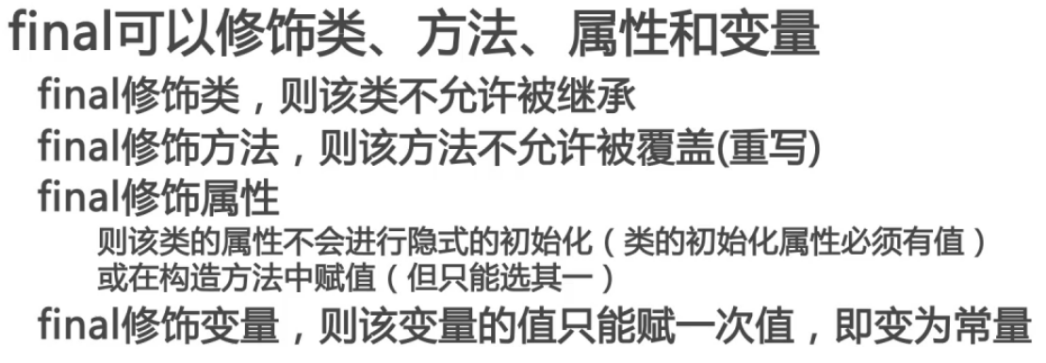 final可以修饰类、方法、属性和变量
final修饰类，则该类不允许被继承
final修饰方法，则该方法不允许被覆盖(重写)
final修饰属性
则该类的属性不会进行隐式的初始化（类的初始化属性必须有值）
或在构造方法中赋值（但只能选其一）
final修饰变量，则该变量的值只能赋一次值，即变为常量